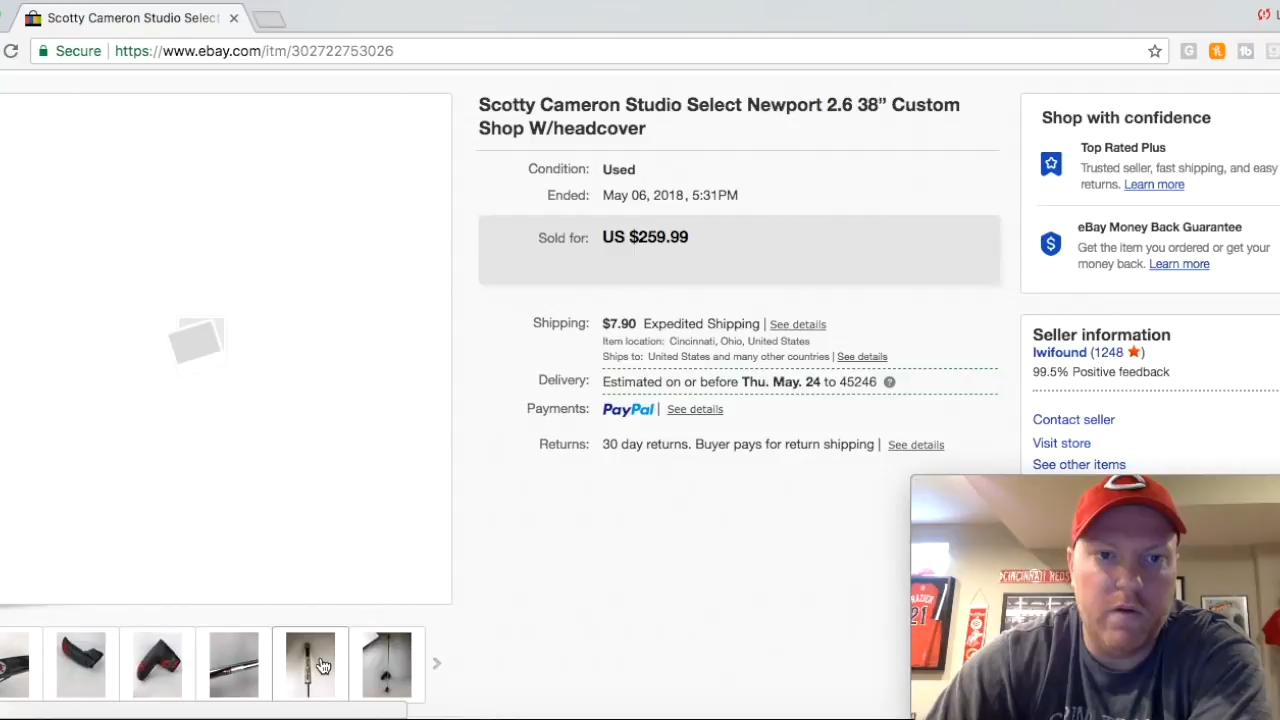 Scotty Cameron Studio Select
Secure
https://www.ebay.com/itm/302722753026
Scotty Cameron Studio Select Newport 2.6 38” Custom
Shop W/headcover
Condition: Used
Ended: May 06, 2018, 5:31PM
Sold for: US $259.99
Shipping: $7.90 Expedited Shipping | See details
Item location: Cincinnati, Ohio, United States
Ships to: United States and many other countries | See details
Delivery: Estimated on or before Thu. May. 24 to 45246 ?
Payments: PayPal | See details
Returns: 30 day returns. Buyer pays for return shipping | See details
Shop with confidence
Top Rated Plus
Trusted seller, fast shipping, and easy
returns. Learn more
eBay Money Back Guarantee
Get the item you ordered or get your
money back. Learn more
Seller information
lwifound (1248 ★)
99.5% Positive feedback
Contact seller
Visit store
See other items
CINCINNATI REDS
FRAZIER
21